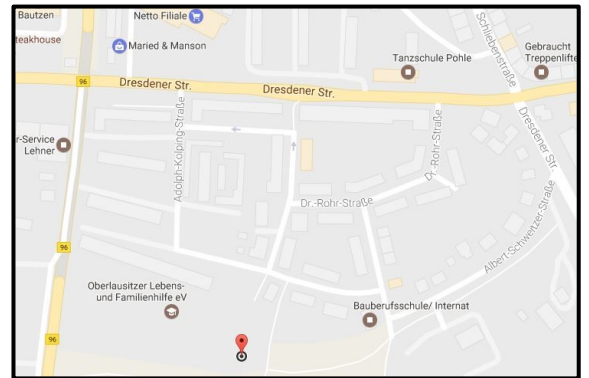 Bautzen
Netto Filiale
teakhouse
Maried & Manson
Schliebenstraße
Gebraucht
Treppenlifte
Tanzschule Pohle
96
Dresdener Str.
Dresdener Str.
Dresdener Str.
Adolph-Kolping-Straße
Dr.-Rohr-Straße
r-Service
Lehner
Dr.-Rohr-Straße
Albert-Schweitzer-Straße
96
Oberlausitzer Lebens-
und Familienhilfe eV
Bauberufsschule/ Internat
96